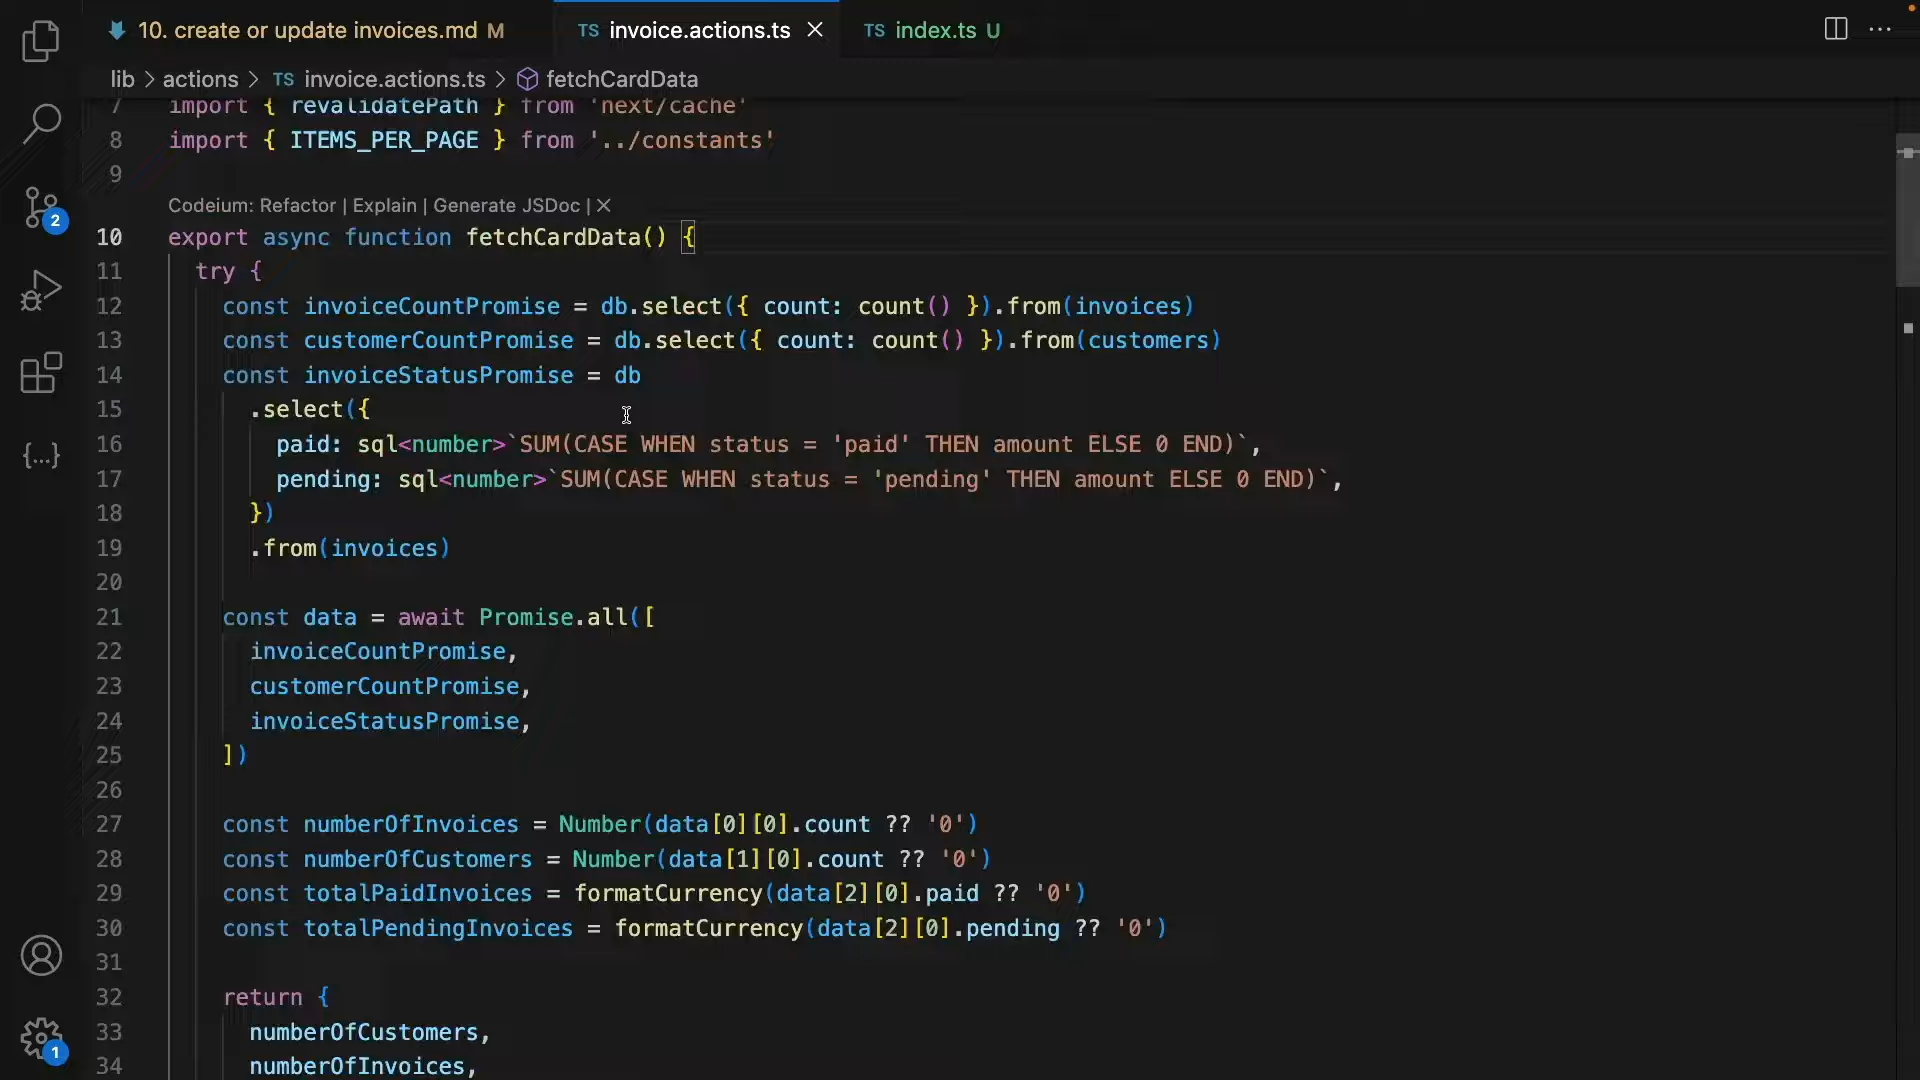 10. create or update invoices.md M
TS invoice.actions.ts
TS index.ts U
lib > actions > TS invoice.actions.ts > fetchCardData
7 import { revalidatePath } from 'next/cache'
8 import { ITEMS_PER_PAGE } from '../constants'
9
Codeium: Refactor | Explain | Generate JSDoc | ×
10 export async function fetchCardData() {
11 try {
12 const invoiceCountPromise = db.select({ count: count() }).from(invoices)
13 const customerCountPromise = db.select({ count: count() }).from(customers)
14 const invoiceStatusPromise = db
15 .select({
16 paid: sql<number>`SUM(CASE WHEN status = 'paid' THEN amount ELSE 0 END)`,
17 pending: sql<number>`SUM(CASE WHEN status = 'pending' THEN amount ELSE 0 END)`,
18 })
19 .from(invoices)
20
21 const data = await Promise.all([
22 invoiceCountPromise,
23 customerCountPromise,
24 invoiceStatusPromise,
25 ])
26
27 const numberOfInvoices = Number(data[0][0].count ?? '0')
28 const numberOfCustomers = Number(data[1][0].count ?? '0')
29 const totalPaidInvoices = formatCurrency(data[2][0].paid ?? '0')
30 const totalPendingInvoices = formatCurrency(data[2][0].pending ?? '0')
31
32 return {
33 numberOfCustomers,
34 numberOfInvoices,
2
1